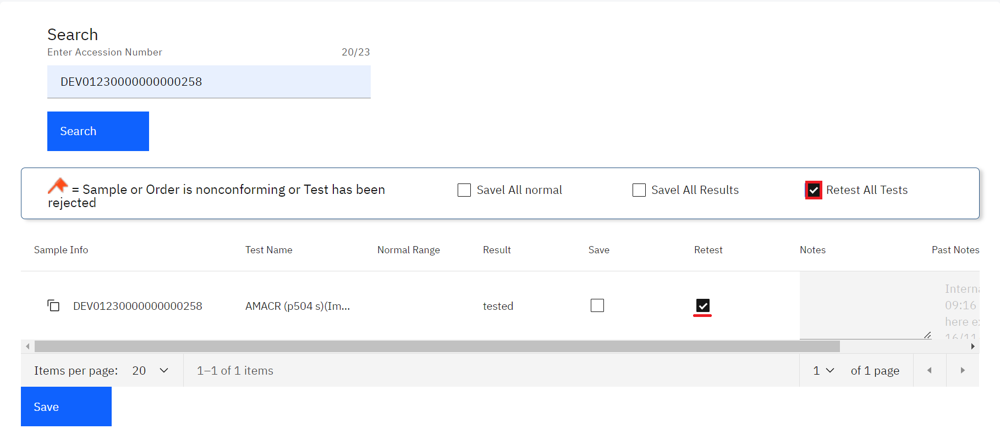 Search
Enter Accession Number 20/23
DEV01230000000000258
Search
= Sample or Order is nonconforming or Test has been rejected
Savel All normal
Savel All Results
Retest All Tests
Sample Info Test Name Normal Range Result Save Retest Notes Past Notes
DEV01230000000000258 AMACR (p504 s)(Im... tested
Interna
09:16
here ex
16/11
Items per page: 20 1–1 of 1 items 1 of 1 page
Save